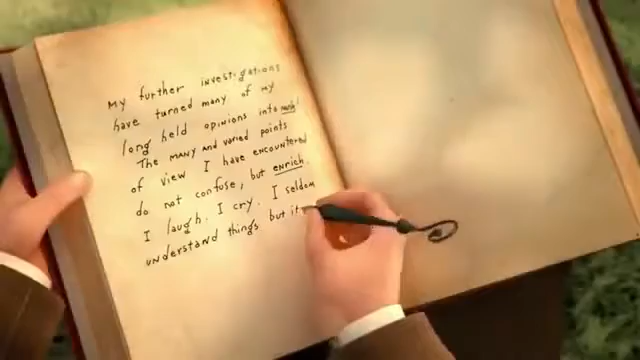 My further investigations
have turned many of my
long held opinions into mush!
The many and varied points
of view I have encountered
do not confuse, but enrich.
I laugh. I cry. I seldom
understand things but it